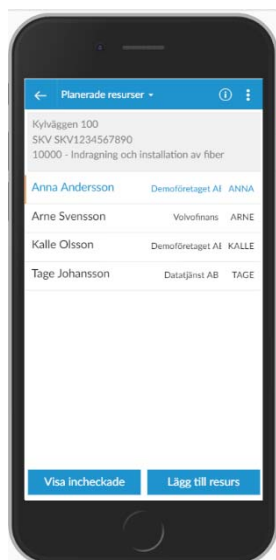 Planerade resurser
Kylväggen 100
SKV SKV1234567890
10000 - Indragning och installation av fiber
Anna Andersson Demoföretaget AB ANNA
Arne Svensson Volvofinans ARNE
Kalle Olsson Demoföretaget AB KALLE
Tage Johansson Datatjänst AB TAGE
Visa incheckade Lägg till resurs